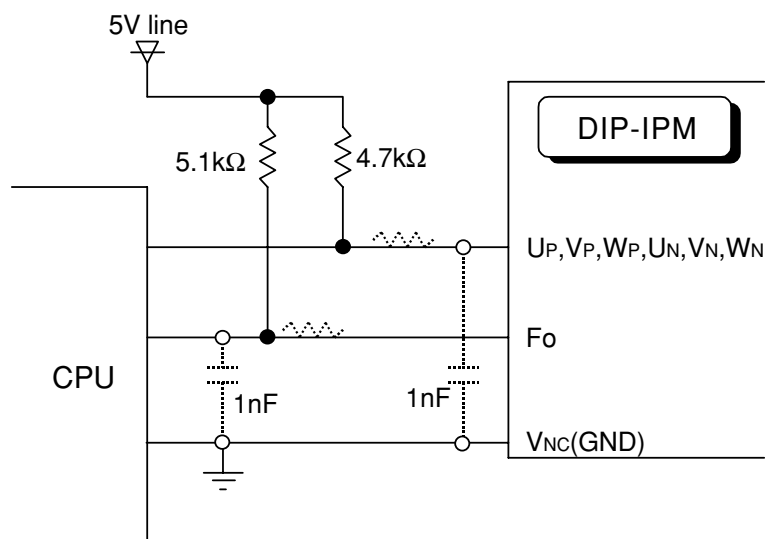 5V line
DIP-IPM
5.1kΩ
4.7kΩ
UP,VP,WP,UN,VN,WN
Fo
CPU
1nF
1nF
VNC(GND)